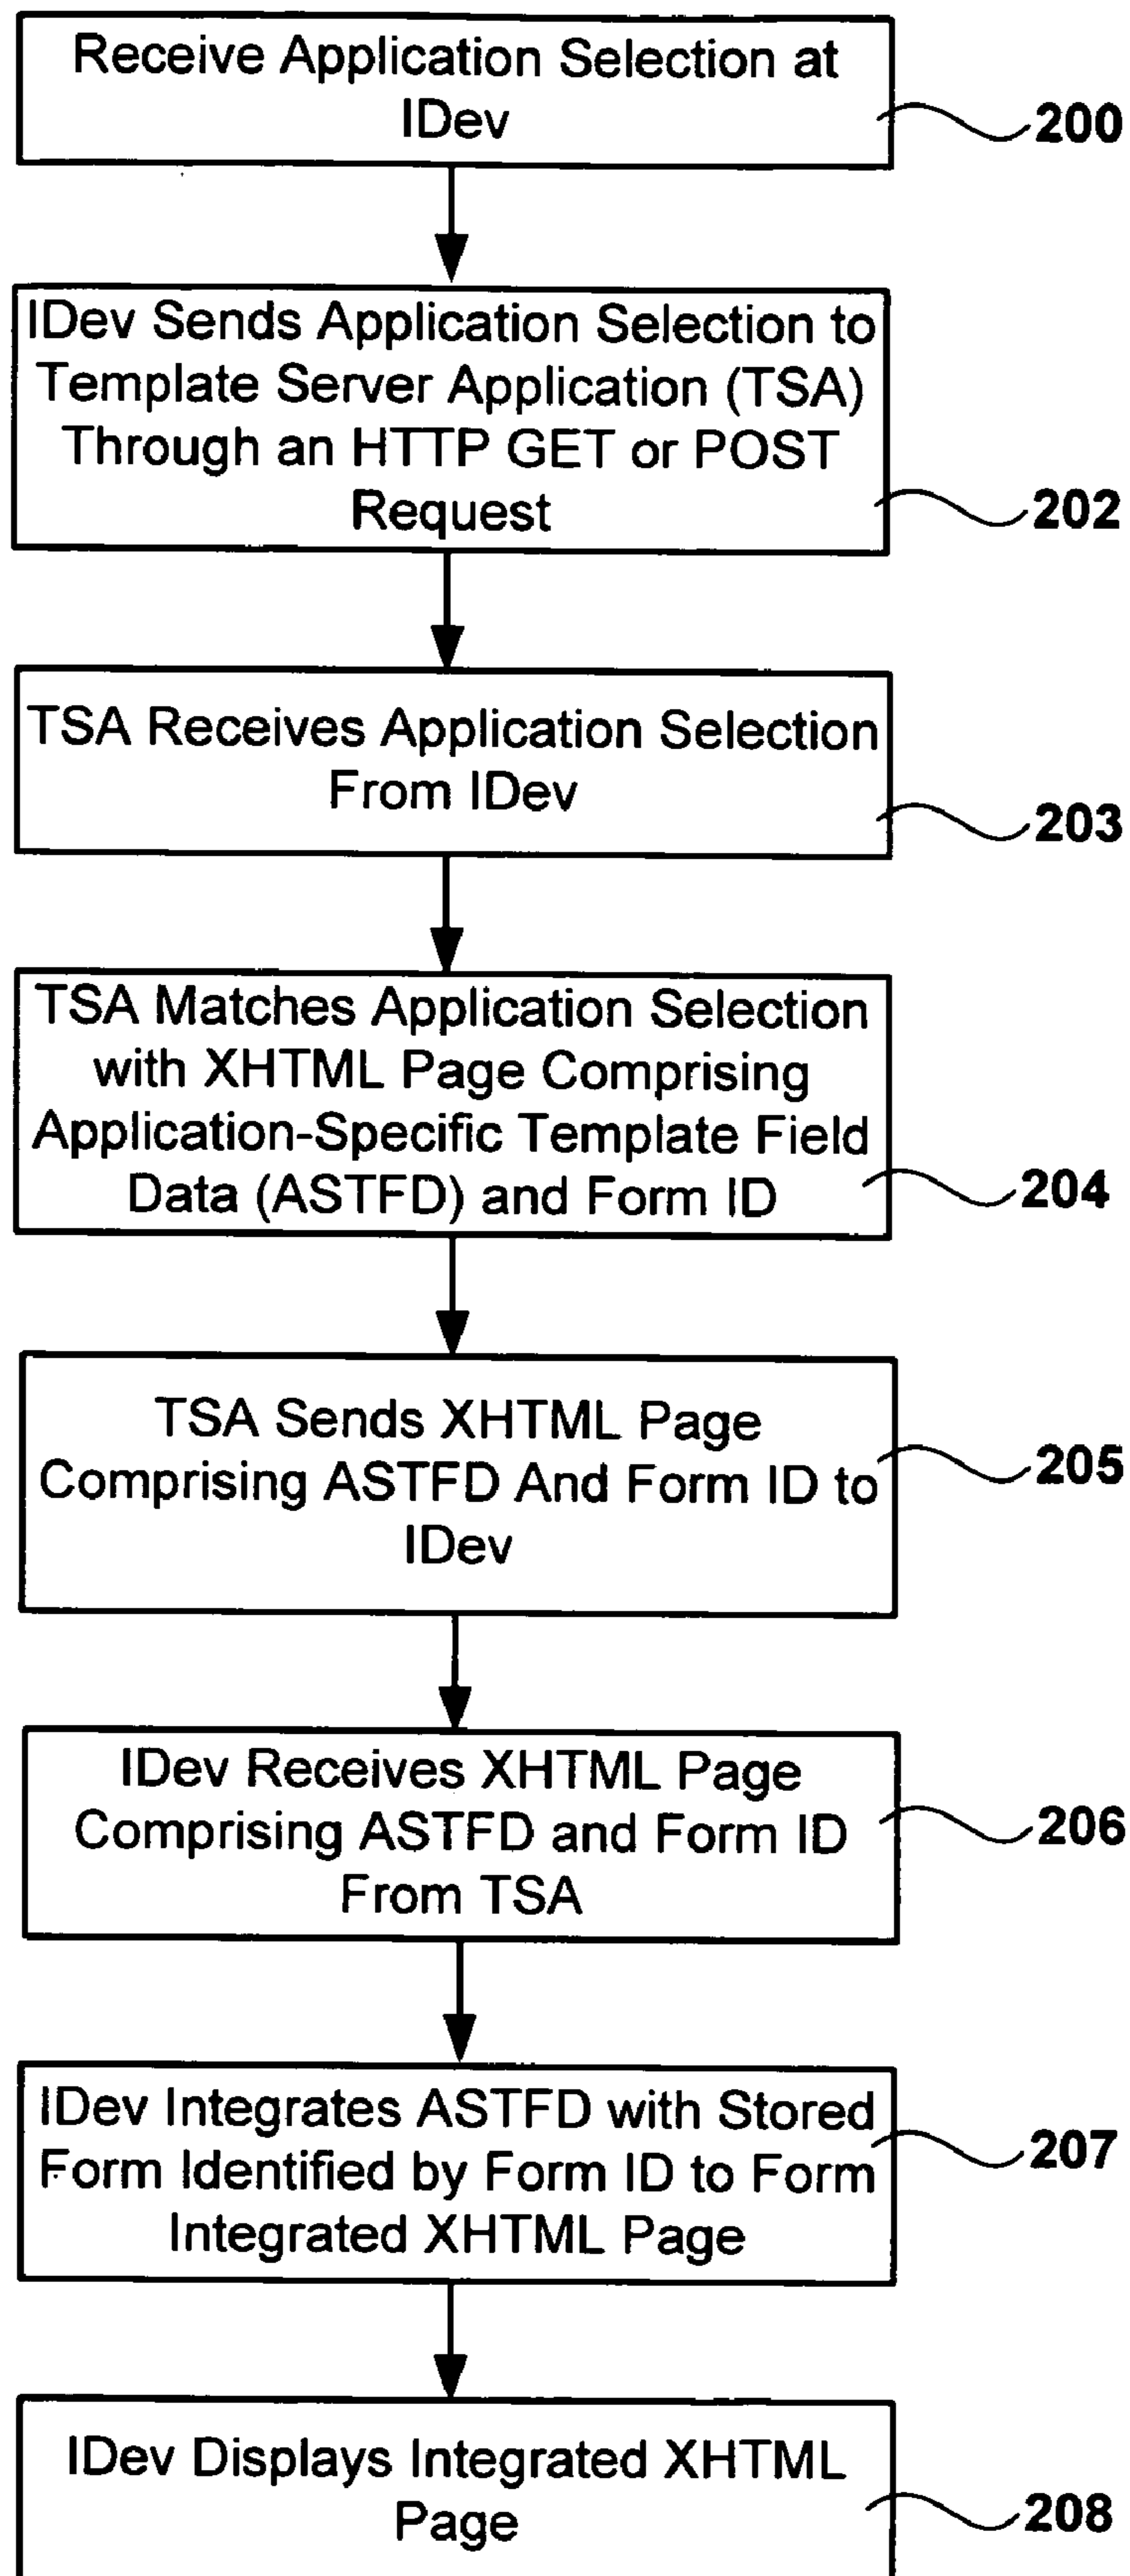 Receive Application Selection at
IDev
200
IDev Sends Application Selection to
Template Server Application (TSA)
Through an HTTP GET or POST
Request
202
TSA Receives Application Selection
From IDev
203
TSA Matches Application Selection
with XHTML Page Comprising
Application-Specific Template Field
Data (ASTFD) and Form ID
204
TSA Sends XHTML Page
Comprising ASTFD And Form ID to
IDev
205
IDev Receives XHTML Page
Comprising ASTFD and Form ID
From TSA
206
IDev Integrates ASTFD with Stored
Form Identified by Form ID to Form
Integrated XHTML Page
207
IDev Displays Integrated XHTML
Page
208